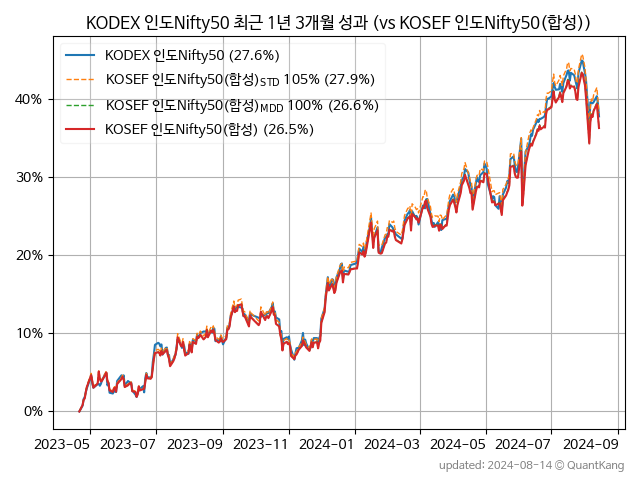 KODEX 인도Nifty50 최근 1년 3개월 성과 (vs KOSEF 인도Nifty50(합성))
KODEX 인도Nifty50 (27.6%)
KOSEF 인도Nifty50(합성)STD 105% (27.9%)
KOSEF 인도Nifty50(합성)MDD 100% (26.6%)
KOSEF 인도Nifty50(합성) (26.5%)
40%
30%
20%
10%
0%
2023-05 2023-07 2023-09 2023-11 2024-01 2024-03 2024-05 2024-07 2024-09
updated: 2024-08-14 © QuantKang